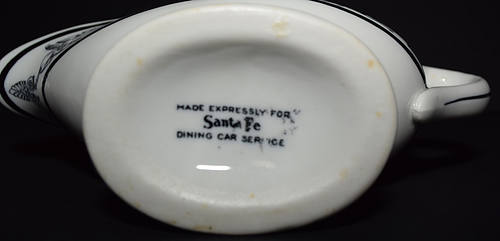 MADE EXPRESSLY FOR
Santa Fe
DINING CAR SERVICE